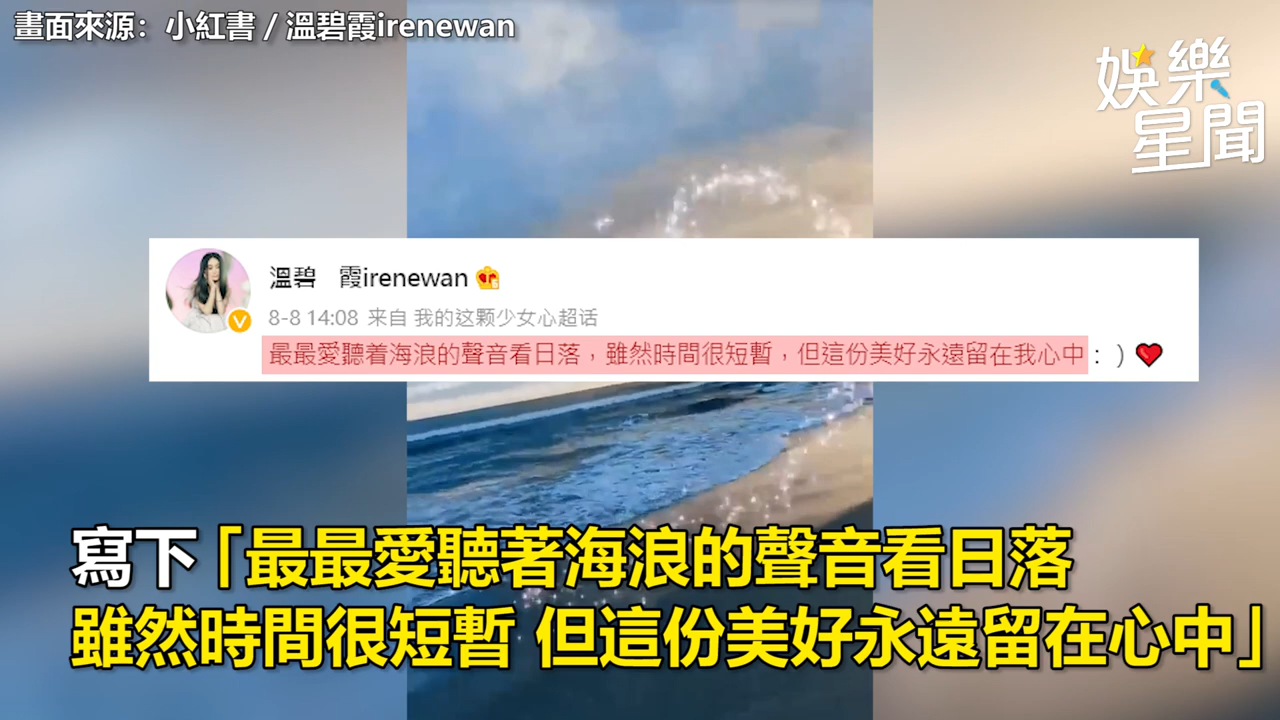 畫面來源：小紅書 / 溫碧霞irenewan
娛樂
星聞
溫碧 霞irenewan
8-8 14:08 来自 我的这颗少女心超话
最最愛聽着海浪的聲音看日落，雖然時間很短暫，但這份美好永遠留在我心中：）
寫下「最最愛聽著海浪的聲音看日落
雖然時間很短暫 但這份美好永遠留在心中」